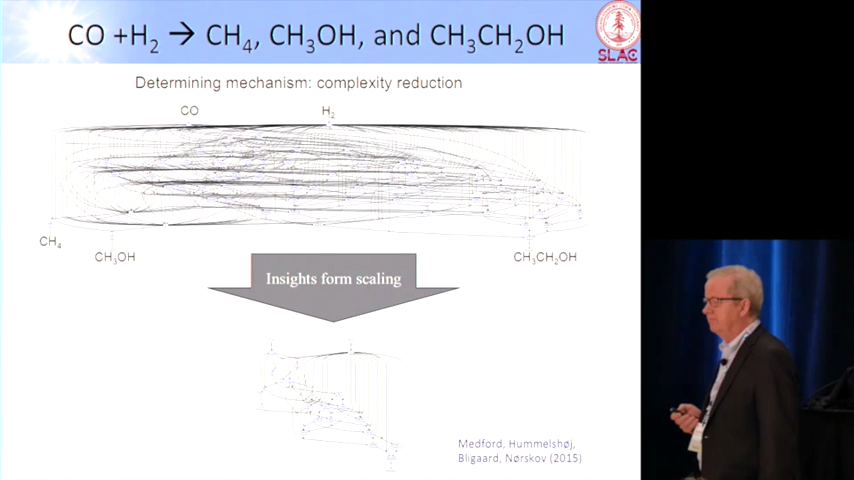 CO +H₂ → CH₄, CH₃OH, and CH₃CH₂OH
SLAC
Determining mechanism: complexity reduction
CO
H₂
CH₄
CH₃OH
CH₃CH₂OH
Insights form scaling
Medford, Hummelshøj,
Bligaard, Nørskov (2015)